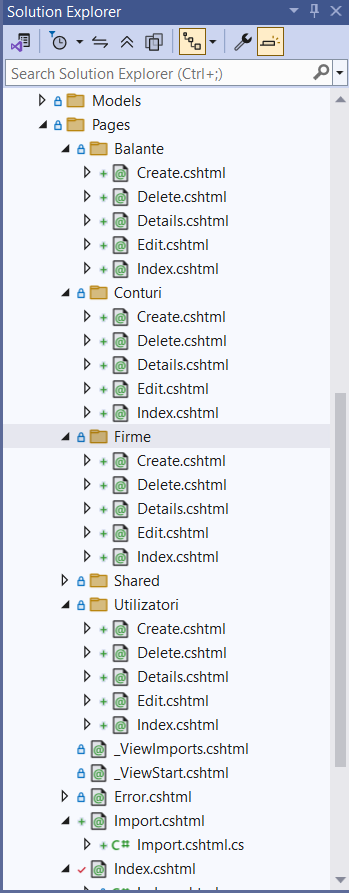 Solution Explorer
Search Solution Explorer (Ctrl+;)
Models
Pages
Balante
Create.cshtml
Delete.cshtml
Details.cshtml
Edit.cshtml
Index.cshtml
Conturi
Create.cshtml
Delete.cshtml
Details.cshtml
Edit.cshtml
Index.cshtml
Firme
Create.cshtml
Delete.cshtml
Details.cshtml
Edit.cshtml
Index.cshtml
Shared
Utilizatori
Create.cshtml
Delete.cshtml
Details.cshtml
Edit.cshtml
Index.cshtml
_ViewImports.cshtml
_ViewStart.cshtml
Error.cshtml
Import.cshtml
C# Import.cshtml.cs
Index.cshtml